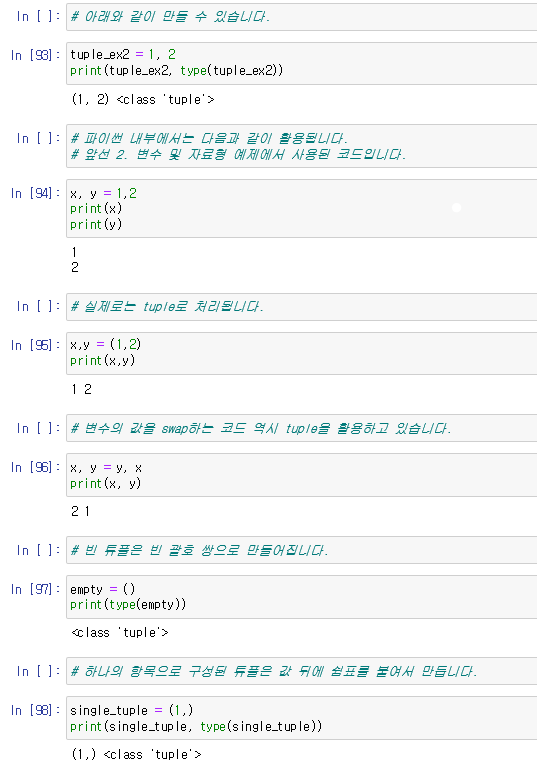 In [ ]: # 아래와 같이 만들 수 있습니다.
In [93]: tuple_ex2 = 1, 2
print(tuple_ex2, type(tuple_ex2))
(1, 2) <class 'tuple'>
In [ ]: # 파이썬 내부에서는 다음과 같이 활용됩니다.
# 앞선 2. 변수 및 자료형 예제에서 사용된 코드입니다.
In [94]: x, y = 1,2
print(x)
print(y)
1
2
In [ ]: # 실제로는 tuple로 처리됩니다.
In [95]: x,y = (1,2)
print(x,y)
1 2
In [ ]: # 변수의 값을 swap하는 코드 역시 tuple을 활용하고 있습니다.
In [96]: x, y = y, x
print(x, y)
2 1
In [ ]: # 빈 튜플은 빈 괄호 쌍으로 만들어집니다.
In [97]: empty = ()
print(type(empty))
<class 'tuple'>
In [ ]: # 하나의 항목으로 구성된 튜플은 값 뒤에 쉼표를 붙여서 만듭니다.
In [98]: single_tuple = (1,)
print(single_tuple, type(single_tuple))
(1,) <class 'tuple'>